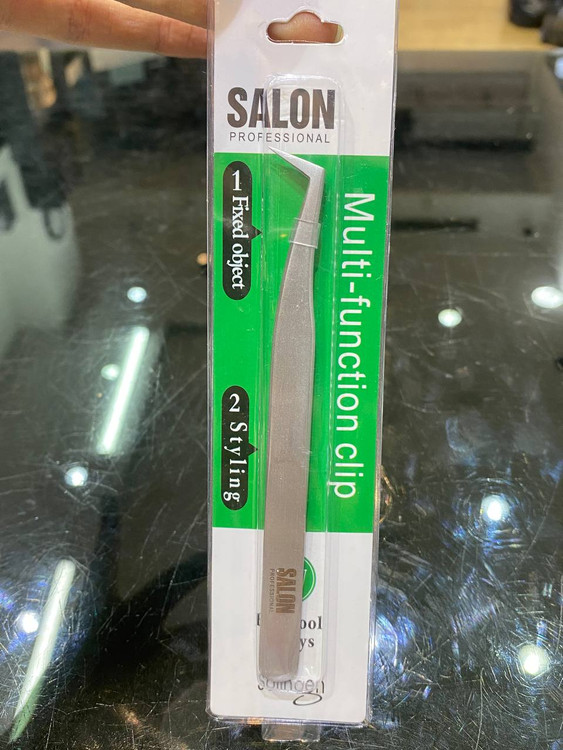 SALON
PROFESSIONAL
1 Fixed object
2 Styling
Multi-function clip
SALON
PROFESSIONAL
Solingen